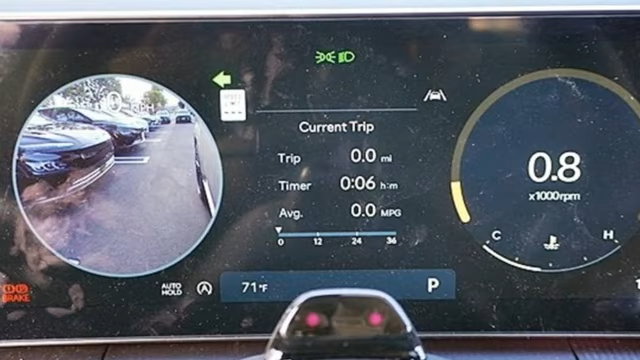 Current Trip
Trip 0.0 mi
Timer 0:06 h:m
Avg. 0.0 MPG
0 12 24 36
0.8
x1000rpm
C H
BRAKE
AUTO HOLD
71°F
P